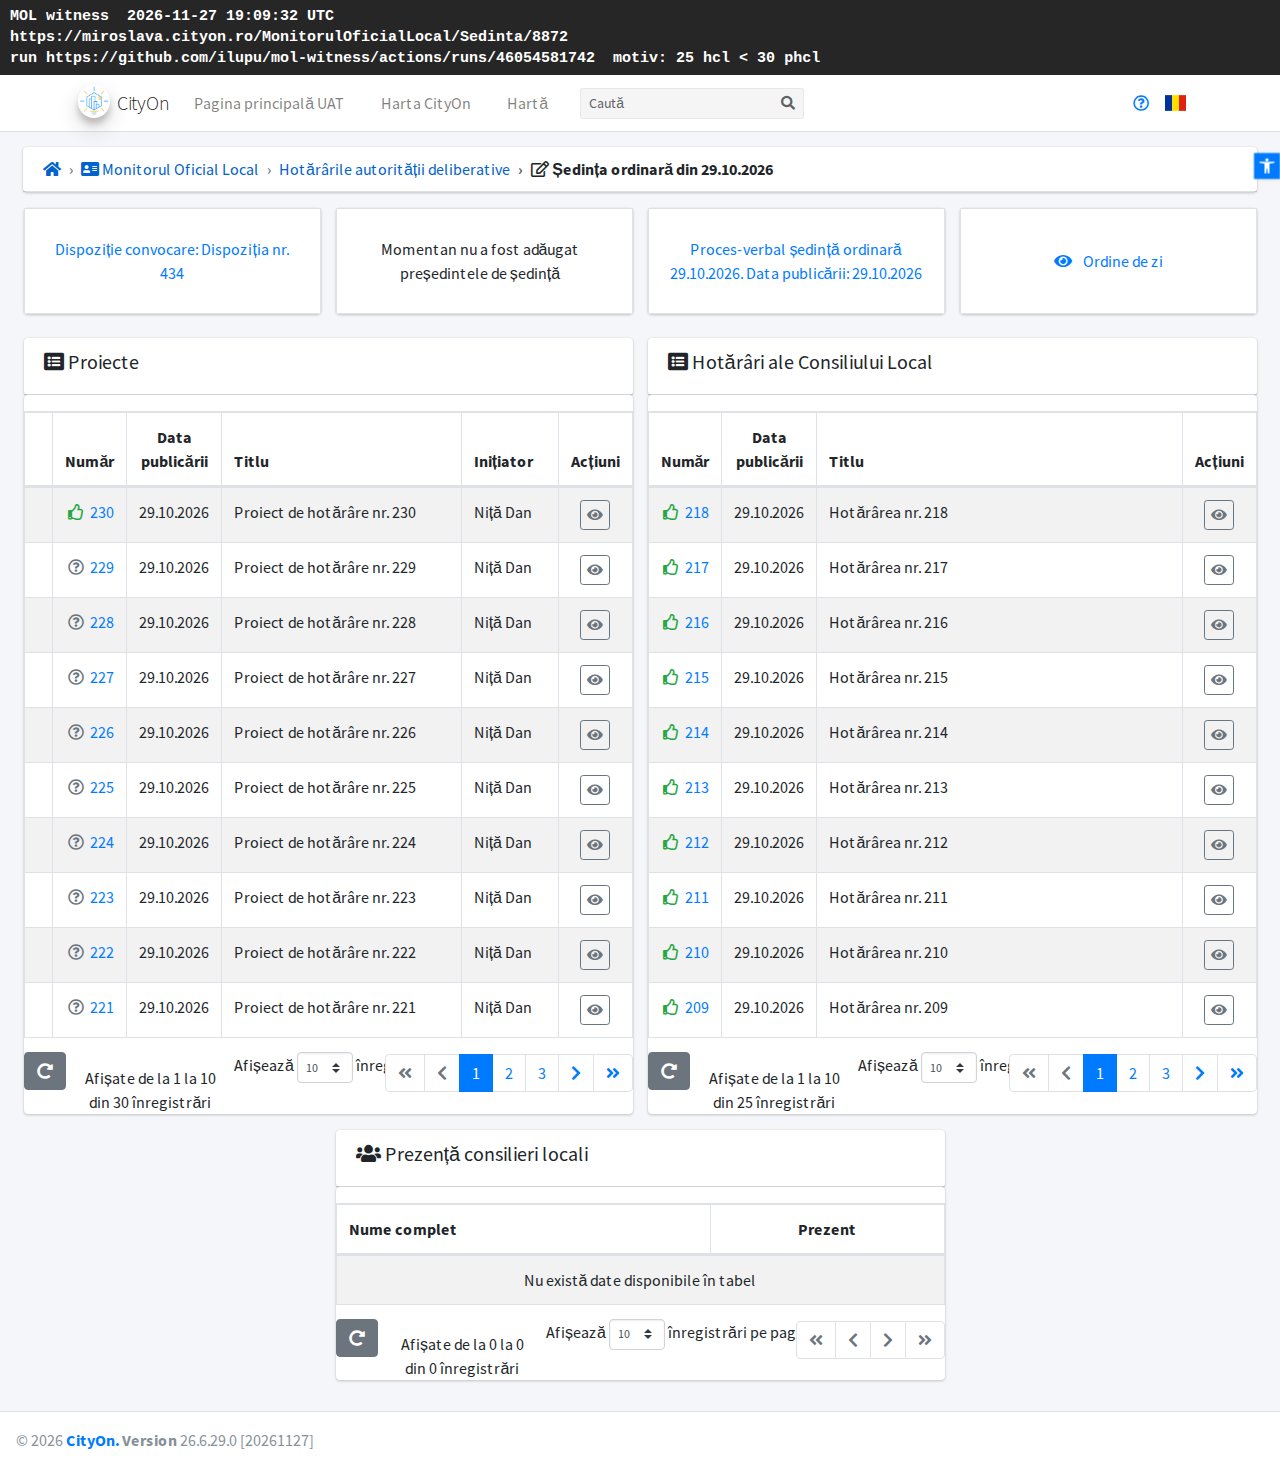 MOL witness  2026-11-27 19:09:32 UTC
https://miroslava.cityon.ro/MonitorulOficialLocal/Sedinta/8872
run https://github.com/ilupu/mol-witness/actions/runs/46054581742  motiv: 25 hcl < 30 phcl
CityOn Pagina principală UAT Harta CityOn Hartă Caută
› Monitorul Oficial Local › Hotărârile autorității deliberative › Ședința ordinară din 29.10.2026
Dispoziție convocare: Dispoziția nr.
434
Momentan nu a fost adăugat
președintele de ședință
Proces-verbal ședință ordinară
29.10.2026. Data publicării: 29.10.2026
Ordine de zi
Proiecte
Număr Data publicării Titlu Inițiator Acțiuni
230 29.10.2026 Proiect de hotărâre nr. 230 Niță Dan
229 29.10.2026 Proiect de hotărâre nr. 229 Niță Dan
228 29.10.2026 Proiect de hotărâre nr. 228 Niță Dan
227 29.10.2026 Proiect de hotărâre nr. 227 Niță Dan
226 29.10.2026 Proiect de hotărâre nr. 226 Niță Dan
225 29.10.2026 Proiect de hotărâre nr. 225 Niță Dan
224 29.10.2026 Proiect de hotărâre nr. 224 Niță Dan
223 29.10.2026 Proiect de hotărâre nr. 223 Niță Dan
222 29.10.2026 Proiect de hotărâre nr. 222 Niță Dan
221 29.10.2026 Proiect de hotărâre nr. 221 Niță Dan
Afișate de la 1 la 10
din 30 înregistrări
Afișează 10 înreg
« ‹ 1 2 3 › »
Hotărâri ale Consiliului Local
Număr Data publicării Titlu Acțiuni
218 29.10.2026 Hotărârea nr. 218
217 29.10.2026 Hotărârea nr. 217
216 29.10.2026 Hotărârea nr. 216
215 29.10.2026 Hotărârea nr. 215
214 29.10.2026 Hotărârea nr. 214
213 29.10.2026 Hotărârea nr. 213
212 29.10.2026 Hotărârea nr. 212
211 29.10.2026 Hotărârea nr. 211
210 29.10.2026 Hotărârea nr. 210
209 29.10.2026 Hotărârea nr. 209
Afișate de la 1 la 10
din 25 înregistrări
Afișează 10 înreg
« ‹ 1 2 3 › »
Prezență consilieri locali
Nume complet Prezent
Nu există date disponibile în tabel
Afișate de la 0 la 0
din 0 înregistrări
Afișează 10 înregistrări pe pag
« ‹ › »
© 2026 CityOn. Version 26.6.29.0 [20261127]